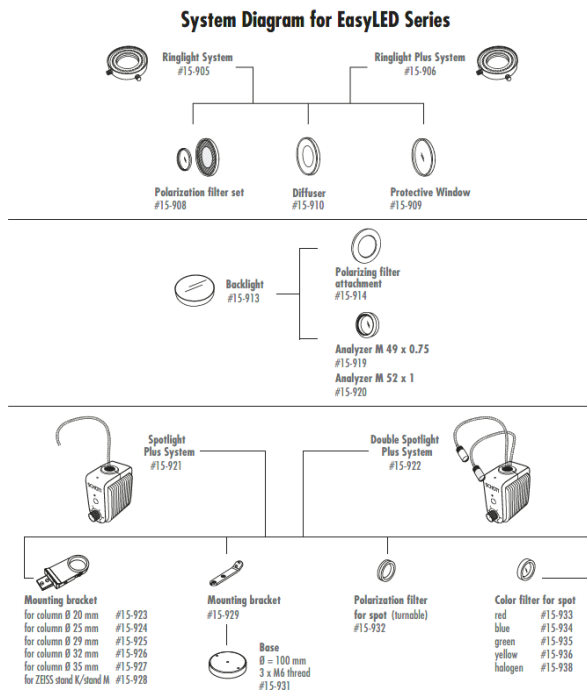 System Diagram for EasyLED Series
Ringlight System
#15-905
Ringlight Plus System
#15-906
Polarization filter set
#15-908
Diffuser
#15-910
Protective Window
#15-909
Backlight
#15-913
Polarizing filter
attachment
#15-914
Analyzer M 49 x 0.75
#15-919
Analyzer M 52 x 1
#15-920
Spotlight
Plus System
#15-921
Double Spotlight
Plus System
#15-922
SCHOTT
SCHOTT
Mounting bracket
for column Ø 20 mm #15-923
for column Ø 25 mm #15-924
for column Ø 29 mm #15-925
for column Ø 32 mm #15-926
for column Ø 35 mm #15-927
for ZEISS stand K/stand M #15-928
Mounting bracket
#15-929
Base
Ø = 100 mm
3 x M6 thread
#15-931
Polarization filter
for spot (turnable)
#15-932
Color filter for spot
red #15-933
blue #15-934
green #15-935
yellow #15-936
halogen #15-938